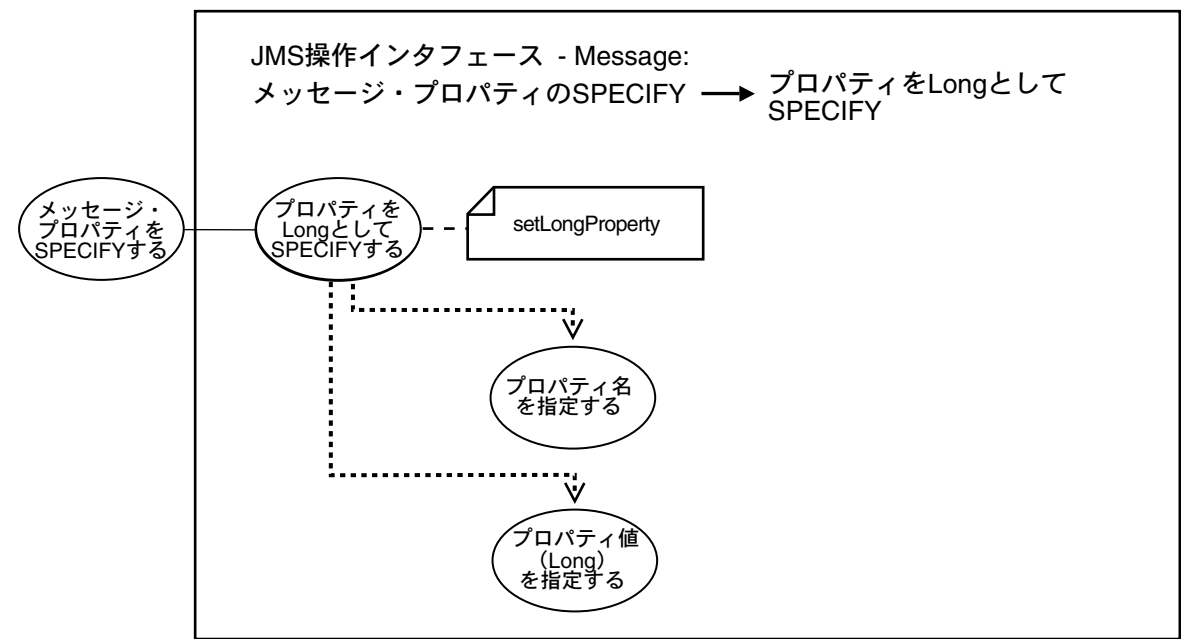 JMS操作インタフェース - Message:
メッセージ・プロパティのSPECIFY
プロパティをLongとして
SPECIFY
メッセージ・
プロパティを
SPECIFYする
プロパティを
Longとして
SPECIFYする
setLongProperty
プロパティ名
を指定する
プロパティ値
（Long）
を指定する